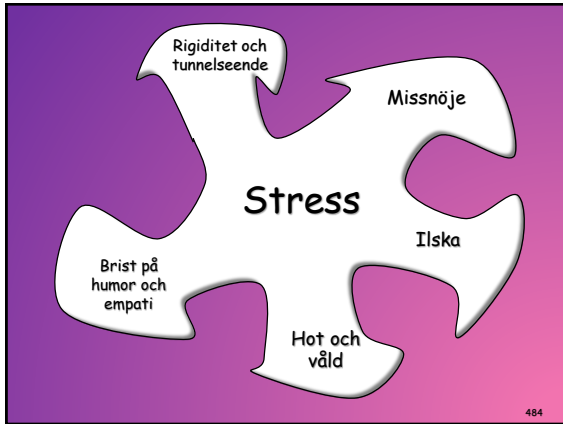 Rigiditet och
tunnelseende
Missnöje
Stress
Ilska
Brist på
humor och
empati
Hot och
våld
484